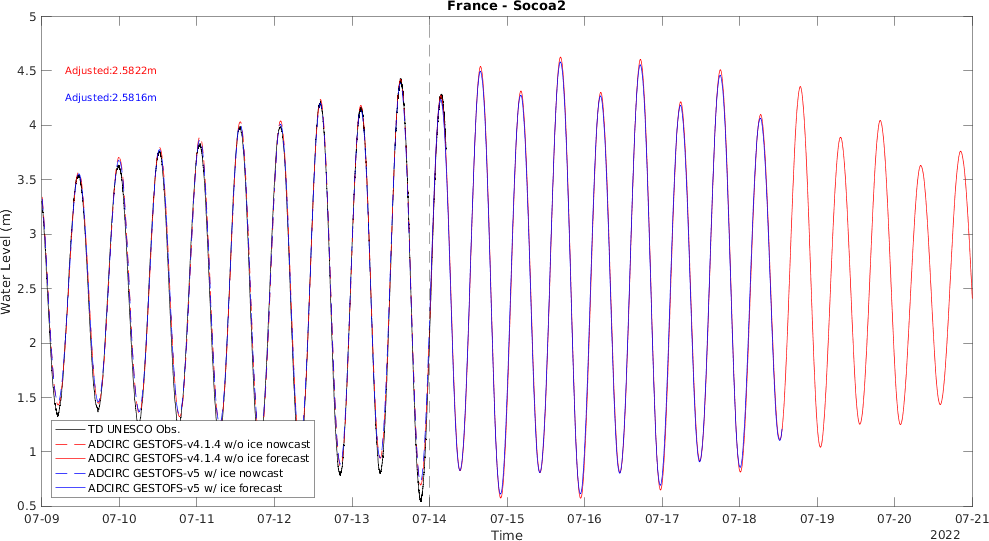 France - Socoa2
Water Level (m)
5
4.5
4
3.5
3
2.5
2
1.5
1
0.5
Adjusted:2.5822m
Adjusted:2.5816m
TD UNESCO Obs.
ADCIRC GESTOFS-v4.1.4 w/o ice nowcast
ADCIRC GESTOFS-v4.1.4 w/o ice forecast
ADCIRC GESTOFS-v5 w/ ice nowcast
ADCIRC GESTOFS-v5 w/ ice forecast
07-09 07-10 07-11 07-12 07-13 07-14 07-15 07-16 07-17 07-18 07-19 07-20 07-21
Time
2022